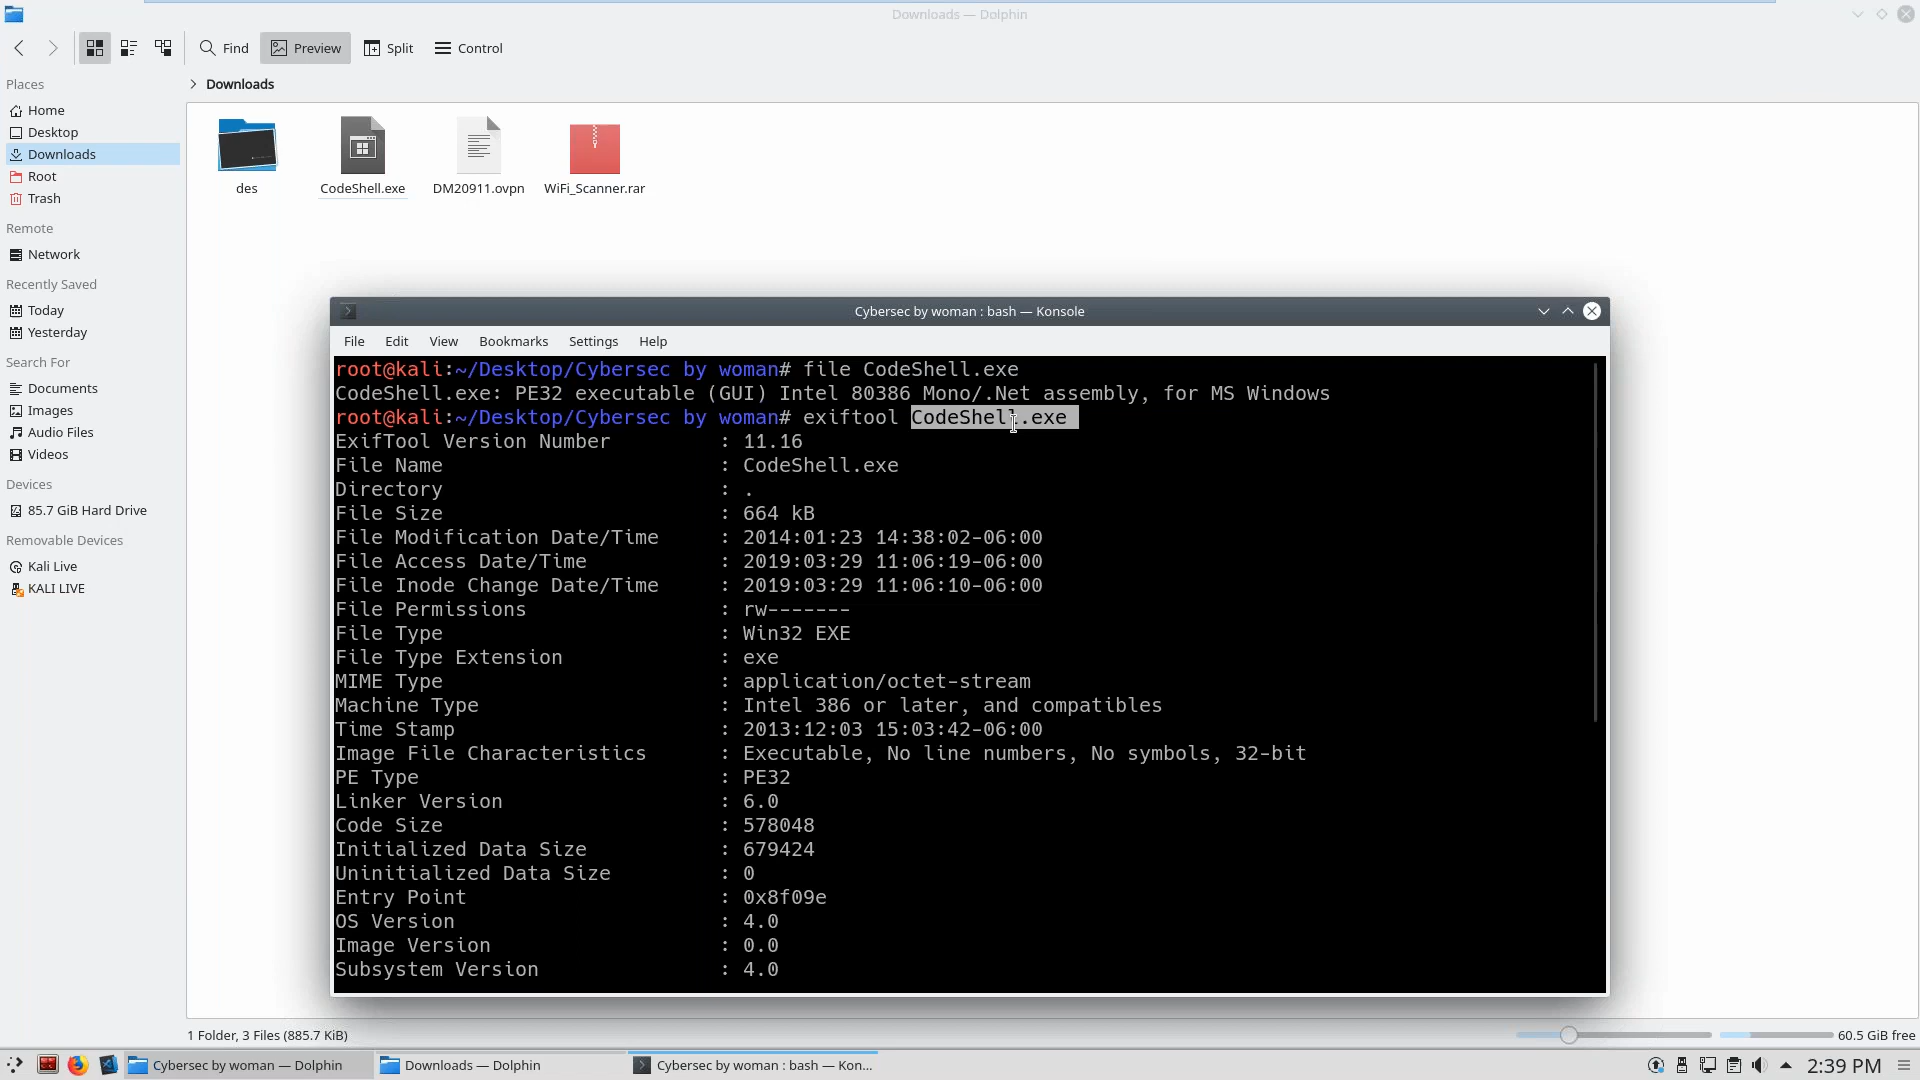 Downloads — Dolphin
Find
Preview
Split
Control
Places
Home
Desktop
Downloads
Root
Trash
Remote
Network
Recently Saved
Today
Yesterday
Search For
Documents
Images
Audio Files
Videos
Devices
85.7 GiB Hard Drive
Removable Devices
Kali Live
KALI LIVE
> Downloads
des
CodeShell.exe
DM20911.ovpn
WiFi_Scanner.rar
Cybersec by woman : bash — Konsole
File Edit View Bookmarks Settings Help
root@kali:~/Desktop/Cybersec by woman# file CodeShell.exe
CodeShell.exe: PE32 executable (GUI) Intel 80386 Mono/.Net assembly, for MS Windows
root@kali:~/Desktop/Cybersec by woman# exiftool CodeShell.exe
ExifTool Version Number : 11.16
File Name : CodeShell.exe
Directory : .
File Size : 664 kB
File Modification Date/Time : 2014:01:23 14:38:02-06:00
File Access Date/Time : 2019:03:29 11:06:19-06:00
File Inode Change Date/Time : 2019:03:29 11:06:10-06:00
File Permissions : rw-------
File Type : Win32 EXE
File Type Extension : exe
MIME Type : application/octet-stream
Machine Type : Intel 386 or later, and compatibles
Time Stamp : 2013:12:03 15:03:42-06:00
Image File Characteristics : Executable, No line numbers, No symbols, 32-bit
PE Type : PE32
Linker Version : 6.0
Code Size : 578048
Initialized Data Size : 679424
Uninitialized Data Size : 0
Entry Point : 0x8f09e
OS Version : 4.0
Image Version : 0.0
Subsystem Version : 4.0
1 Folder, 3 Files (885.7 KiB)
60.5 GiB free
Cybersec by woman — Dolphin
Downloads — Dolphin
Cybersec by woman : bash — Kon...
2:39 PM